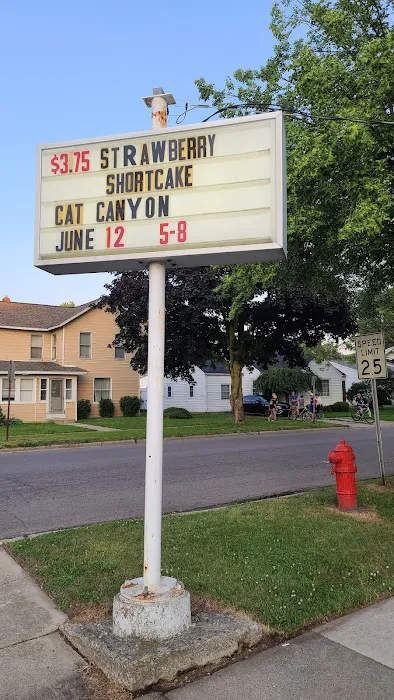 $3.75 STRAWBERRY
SHORTCAKE
CAT CANYON
JUNE 12 5-8
SPEED
LIMIT
25